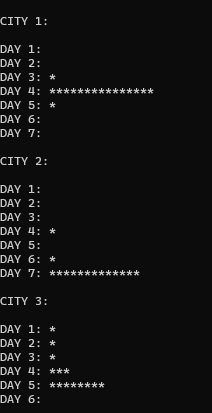 CITY 1:
DAY 1:
DAY 2:
DAY 3: *
DAY 4: ***************
DAY 5: *
DAY 6:
DAY 7:
CITY 2:
DAY 1:
DAY 2:
DAY 3:
DAY 4: *
DAY 5:
DAY 6: *
DAY 7: *************
CITY 3:
DAY 1: *
DAY 2: *
DAY 3: *
DAY 4: ***
DAY 5: ********
DAY 6: